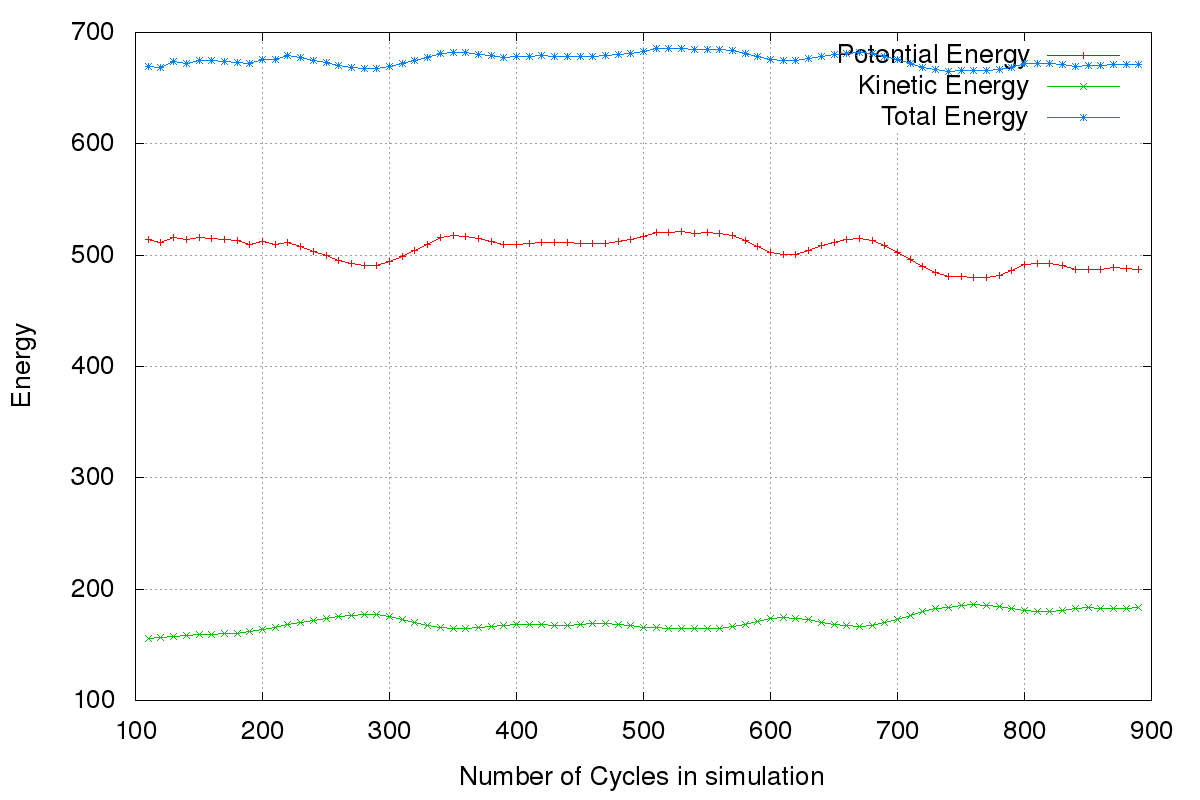 700
600
500
400
300
200
100
Energy
Potential Energy
Kinetic Energy
Total Energy
100 200 300 400 500 600 700 800 900
Number of Cycles in simulation